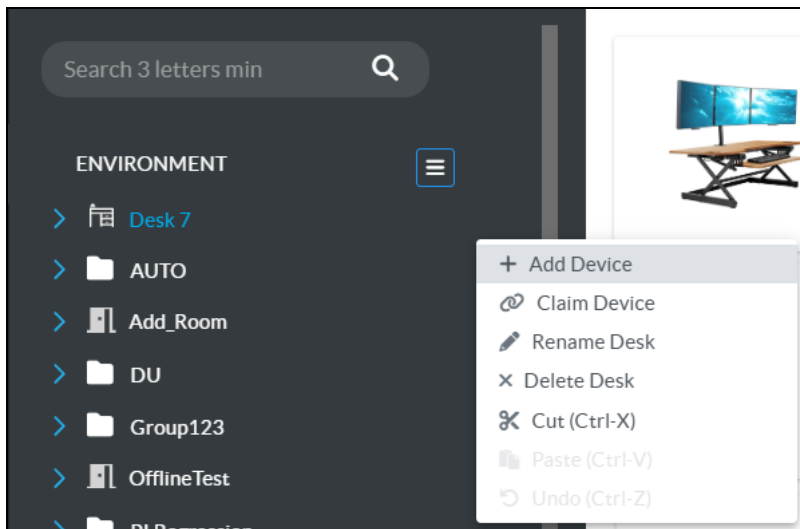 Search 3 letters min
ENVIRONMENT
Desk 7
AUTO
Add_Room
DU
Group123
OfflineTest
+ Add Device
Claim Device
Rename Desk
× Delete Desk
Cut (Ctrl-X)
Paste (Ctrl-V)
Undo (Ctrl-Z)